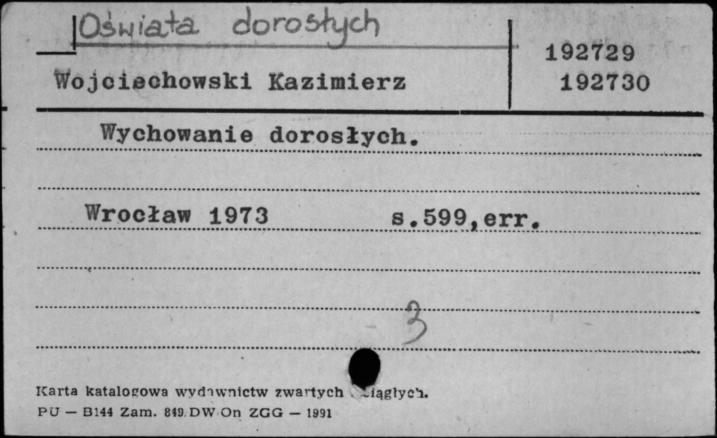 Oświata dorosłych
192729
Wojciechowski Kazimierz
192730
Wychowanie dorosłych.
Wrocław 1973 s.599,err.
3
Karta katalogowa wydawnictw zwartych ciągłych.
PU — B144 Zam. 849 DW On ZGG — 1991